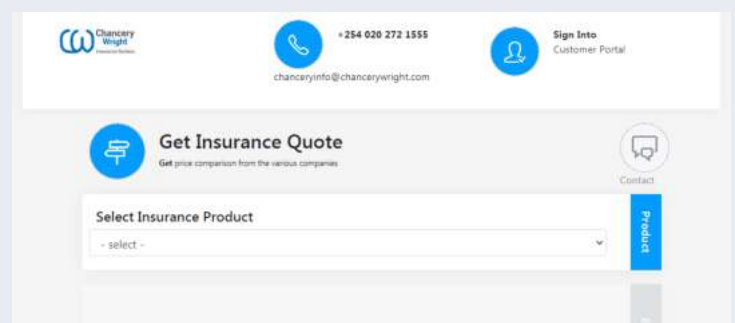 Chancery
Wright
+254 020 272 1555
chanceryinfo@chancerywright.com
Sign Into
Customer Portal
Get Insurance Quote
Get price comparison from the various companies
Contact
Select Insurance Product
- select -
Product